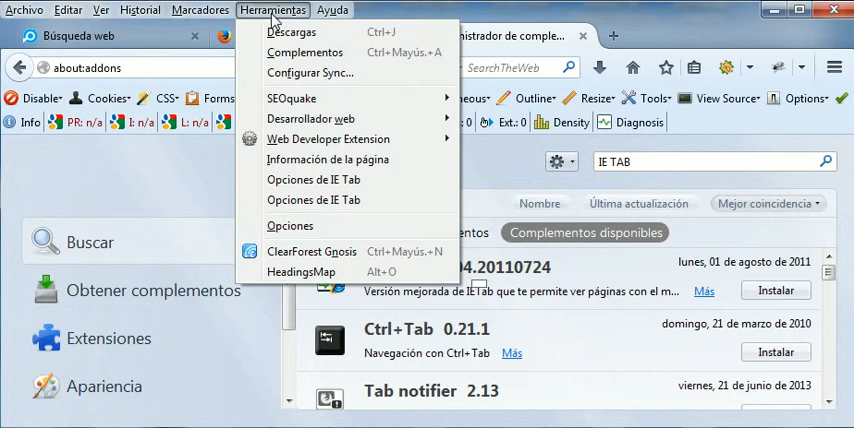 Archivo Editar Ver Historial Marcadores Herramientas Ayuda
Búsqueda web
nistrador de comple...
about:addons
SearchTheWeb
Disable Cookies CSS Forms
neous Outline Resize Tools View Source Options
Info PR: n/a I: n/a L: n/a
: 0 Ext.: 0 Density Diagnosis
Descargas Ctrl+J
Complementos Ctrl+Mayús.+A
Configurar Sync...
SEOquake
Desarrollador web
Web Developer Extension
Información de la página
Opciones de IE Tab
Opciones de IE Tab
Opciones
ClearForest Gnosis Ctrl+Mayús.+N
HeadingsMap Alt+O
IE TAB
Nombre Última actualización Mejor coincidencia
mentos Complementos disponibles
Buscar
Obtener complementos
Extensiones
Apariencia
04.20110724 lunes, 01 de agosto de 2011
Versión mejorada de IETab que te permite ver páginas con el m... Más Instalar
Ctrl+Tab 0.21.1 domingo, 21 de marzo de 2010
Navegación con Ctrl+Tab Más Instalar
Tab notifier 2.13 viernes, 21 de junio de 2013